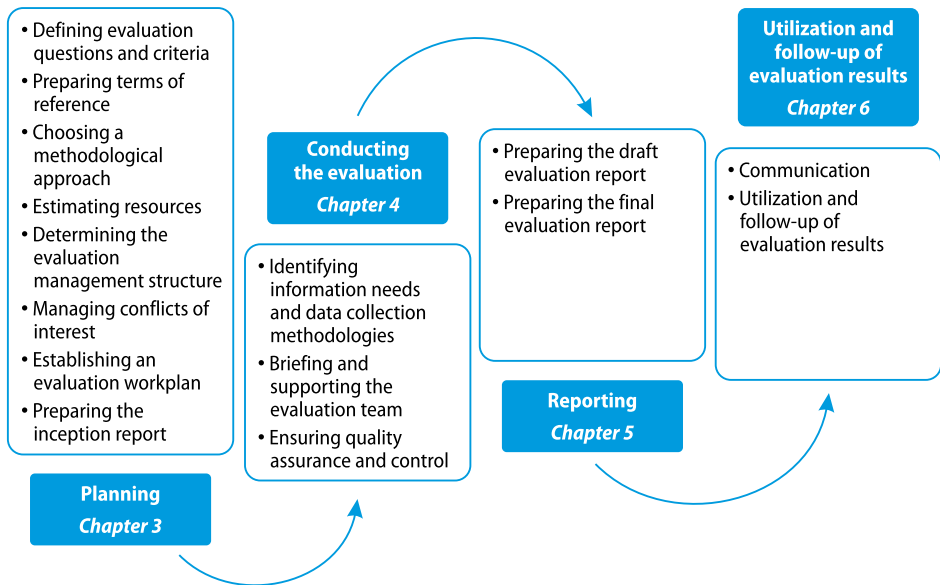 • Defining evaluation
questions and criteria
• Preparing terms of
reference
• Choosing a
methodological
approach
• Estimating resources
• Determining the
evaluation
management structure
• Managing conflicts of
interest
• Establishing an
evaluation workplan
• Preparing the
inception report
Planning
Chapter 3
Conducting
the evaluation
Chapter 4
• Identifying
information needs
and data collection
methodologies
• Briefing and
supporting the
evaluation team
• Ensuring quality
assurance and control
• Preparing the draft
evaluation report
• Preparing the final
evaluation report
Reporting
Chapter 5
Utilization and
follow-up of
evaluation results
Chapter 6
• Communication
• Utilization and
follow-up of
evaluation results